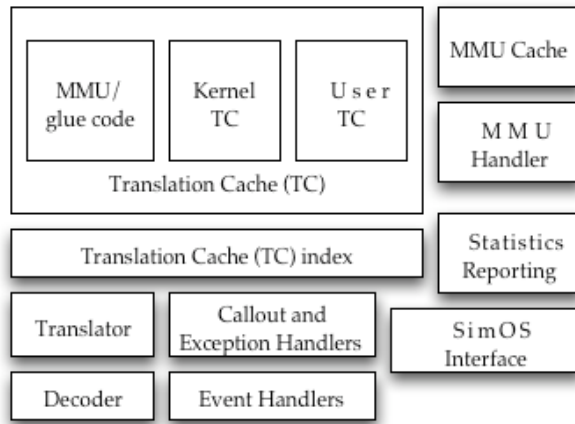 MMU/
glue code
Kernel
TC
User
TC
Translation Cache (TC)
MMU Cache
MMU
Handler
Translation Cache (TC) index
Statistics
Reporting
Translator
Callout and
Exception Handlers
SimOS
Interface
Decoder
Event Handlers